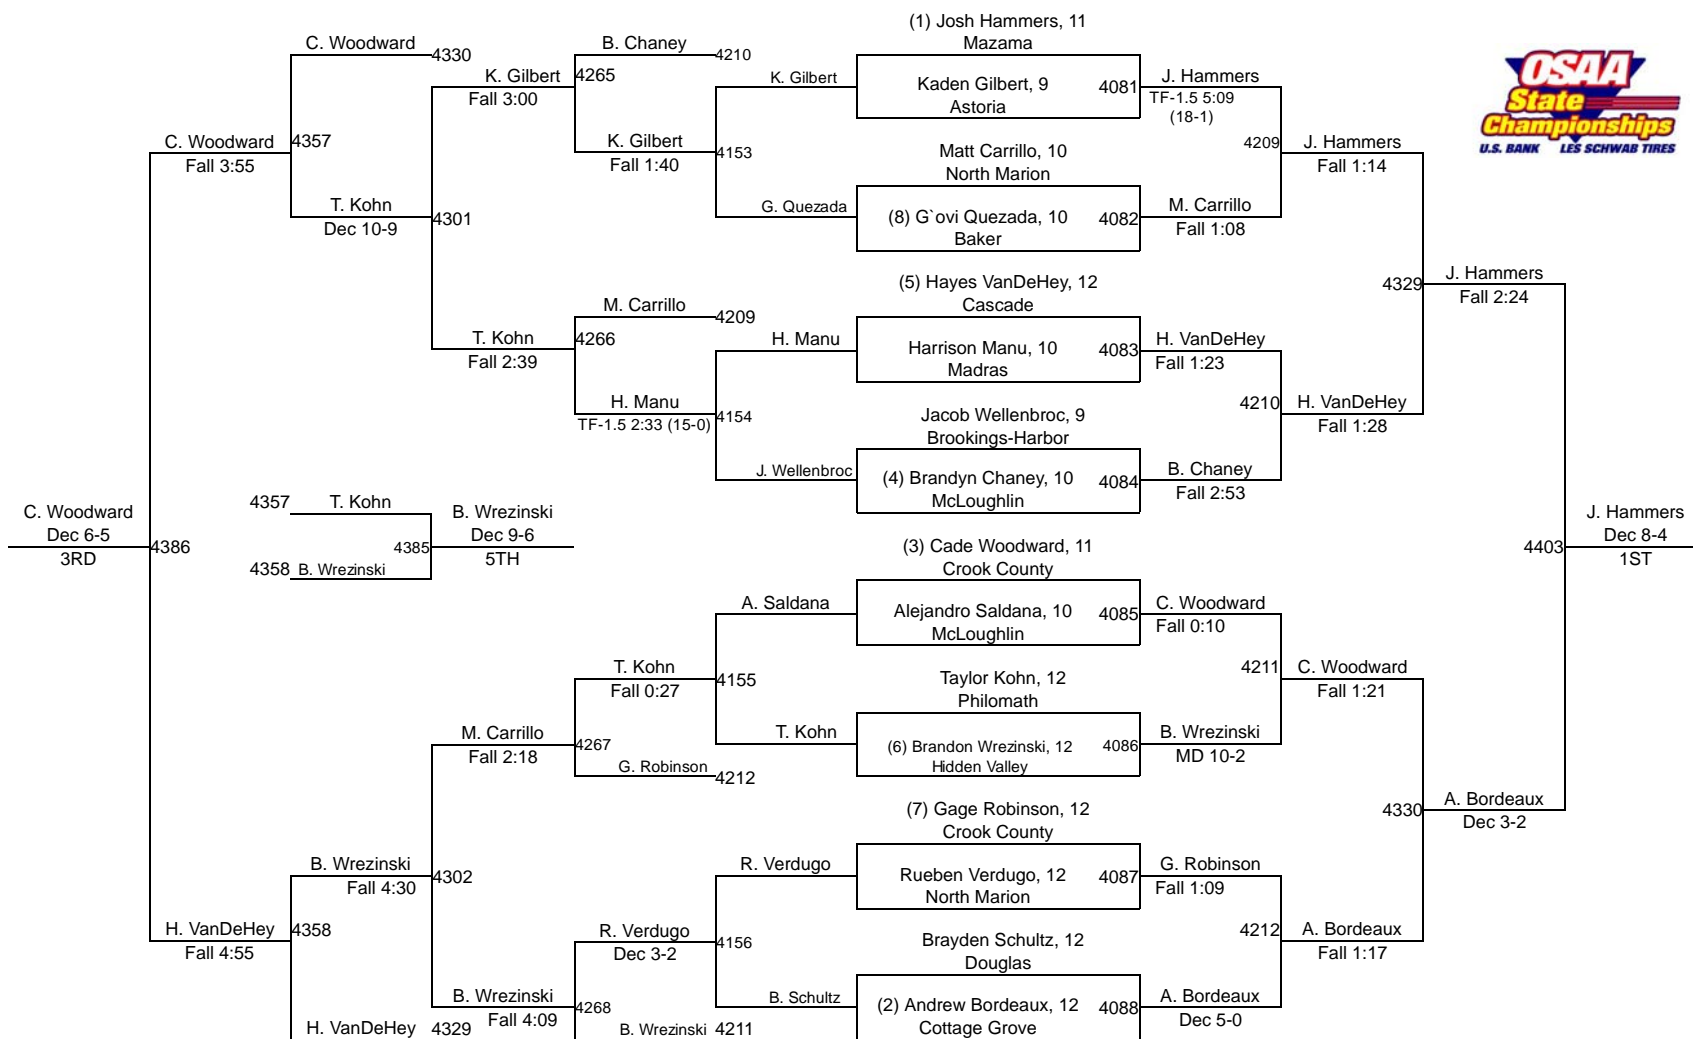 (1) Josh Hammers, 11
C. Woodward
B. Chaney
Mazama
4330
4210
K. Gilbert
4265
K. Gilbert
Kaden Gilbert, 9
4081
J. Hammers
Fall 3:00
Astoria
TF-1.5 5:09
(18-1)
OSAA
State
Championships
U.S. BANK LES SCHWAB TIRES
C. Woodward
4357
K. Gilbert
4153
Matt Carrillo, 10
4209
J. Hammers
Fall 3:55
Fall 1:40
North Marion
Fall 1:14
T. Kohn
4301
G. Quezada
(8) G`ovi Quezada, 10
4082
M. Carrillo
Dec 10-9
Baker
Fall 1:08
(5) Hayes VanDeHey, 12
4329
J. Hammers
M. Carrillo
4209
Cascade
Fall 2:24
T. Kohn
4266
H. Manu
Harrison Manu, 10
4083
H. VanDeHey
Fall 2:39
Madras
Fall 1:23
H. Manu
4154
Jacob Wellenbroc, 9
4210
H. VanDeHey
TF-1.5 2:33 (15-0)
Brookings-Harbor
Fall 1:28
J. Wellenbroc
(4) Brandyn Chaney, 10
4084
B. Chaney
McLoughlin
Fall 2:53
4357
T. Kohn
C. Woodward
B. Wrezinski
J. Hammers
Dec 6-5
4386
4385
Dec 9-6
(3) Cade Woodward, 11
4403
Dec 8-4
3RD
5TH
Crook County
1ST
4358
B. Wrezinski
A. Saldana
Alejandro Saldana, 10
4085
C. Woodward
McLoughlin
Fall 0:10
T. Kohn
4155
Taylor Kohn, 12
4211
C. Woodward
Fall 0:27
Philomath
Fall 1:21
M. Carrillo
4267
T. Kohn
(6) Brandon Wrezinski, 12
4086
B. Wrezinski
Fall 2:18
Hidden Valley
MD 10-2
G. Robinson
4212
(7) Gage Robinson, 12
4330
A. Bordeaux
Crook County
Dec 3-2
B. Wrezinski
4302
R. Verdugo
Rueben Verdugo, 12
4087
G. Robinson
Fall 4:30
North Marion
Fall 1:09
H. VanDeHey
4358
R. Verdugo
4156
Brayden Schultz, 12
4212
A. Bordeaux
Fall 4:55
Dec 3-2
Douglas
Fall 1:17
B. Wrezinski
4268
B. Schultz
(2) Andrew Bordeaux, 12
4088
A. Bordeaux
Fall 4:09
Cottage Grove
Dec 5-0
H. VanDeHey
4329
B. Wrezinski
4211